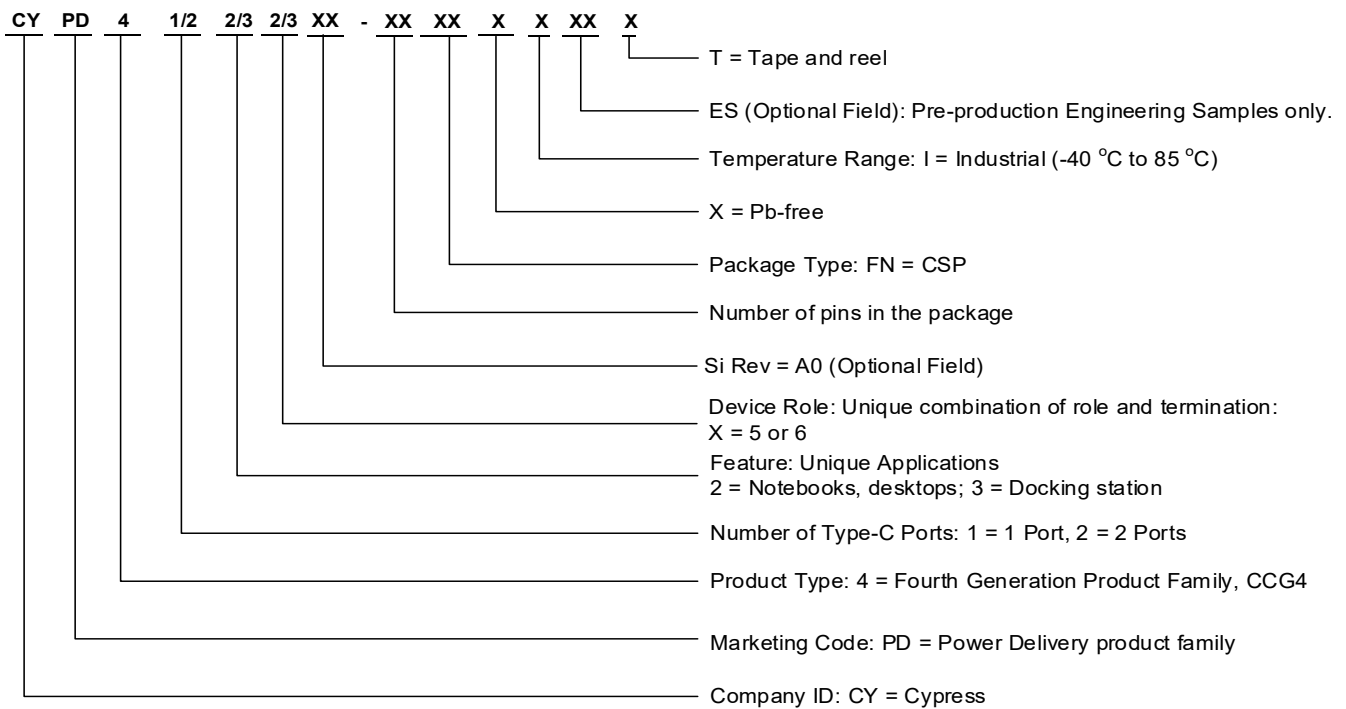 CY PD 4 1/2 2/3 2/3 XX - XX XX X X XX X
T = Tape and reel
ES (Optional Field): Pre-production Engineering Samples only.
Temperature Range: I = Industrial (-40 °C to 85 °C)
X = Pb-free
Package Type: FN = CSP
Number of pins in the package
Si Rev = A0 (Optional Field)
Device Role: Unique combination of role and termination:
X = 5 or 6
Feature: Unique Applications
2 = Notebooks, desktops; 3 = Docking station
Number of Type-C Ports: 1 = 1 Port, 2 = 2 Ports
Product Type: 4 = Fourth Generation Product Family, CCG4
Marketing Code: PD = Power Delivery product family
Company ID: CY = Cypress